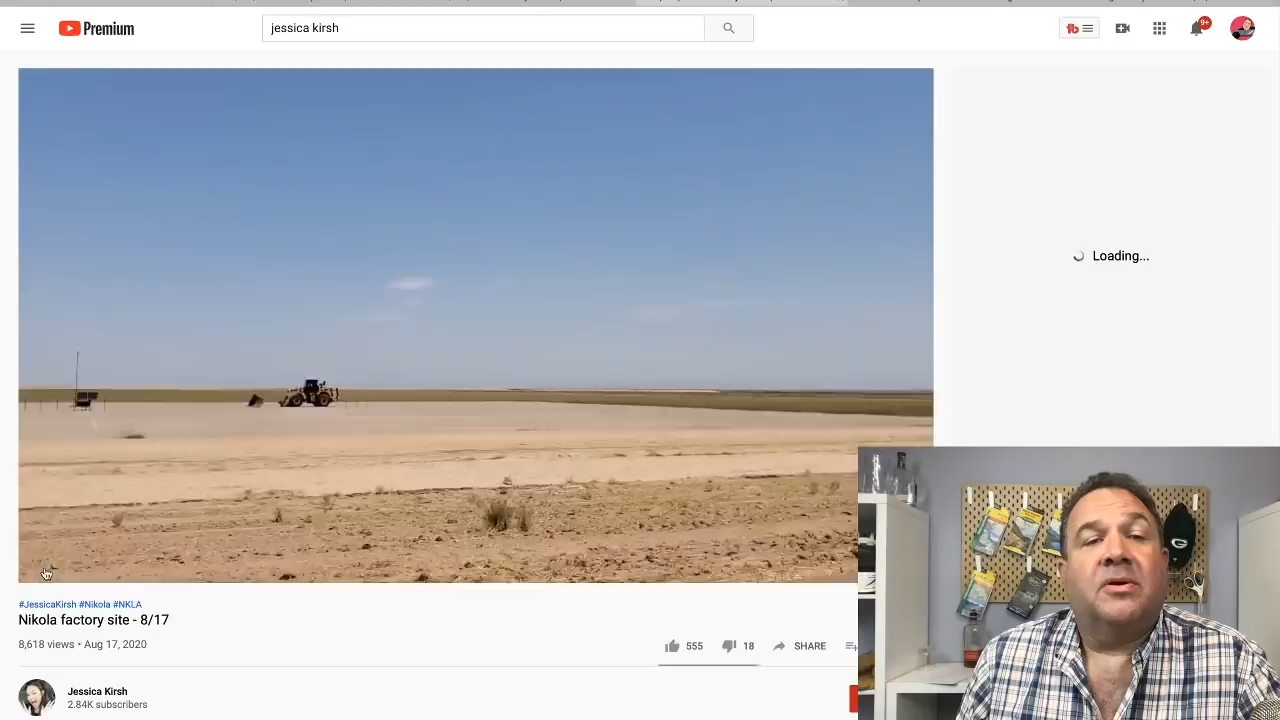 Premium
jessica kirsh
9+
Loading...
#JessicaKirsh #Nikola #NKLA
Nikola factory site - 8/17
8,618 views • Aug 17, 2020
555
18
SHARE
Jessica Kirsh
2.84K subscribers